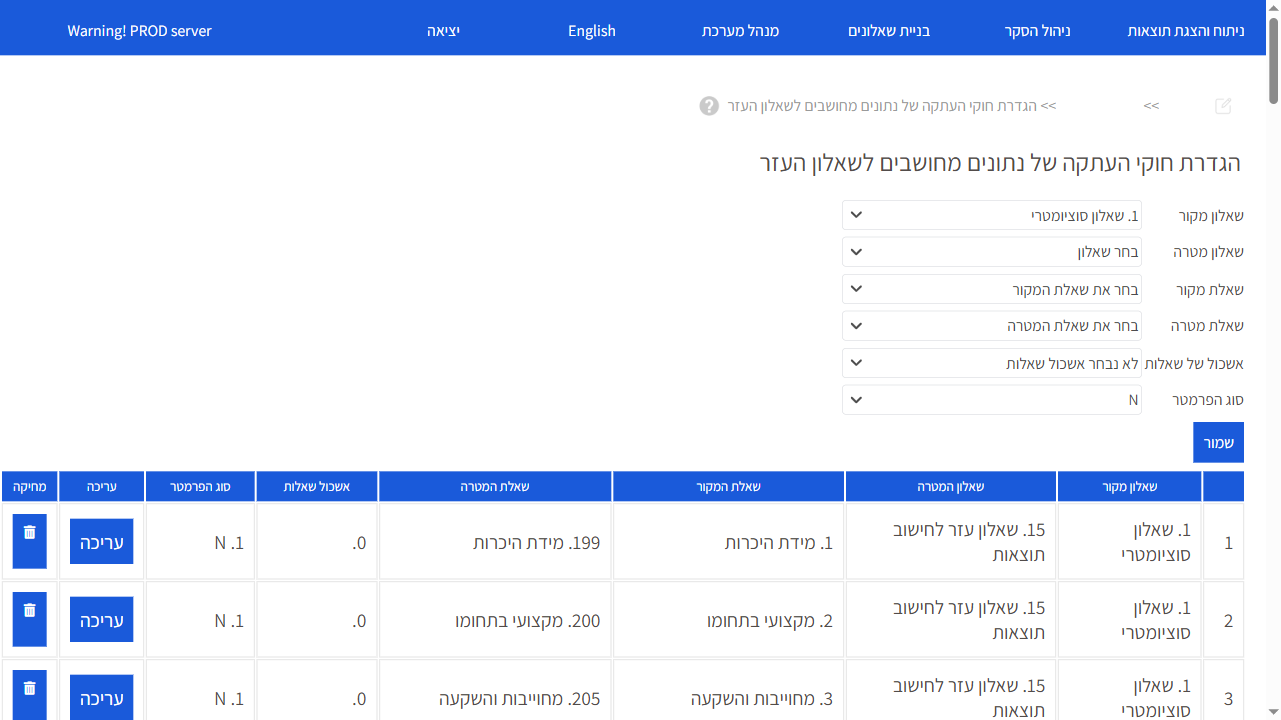 ניתוח והצגת תוצאות ניהול הסקר בניית שאלונים מנהל מערכת English יציאה Warning! PROD server
>> >> הגדרת חוקי העתקה של נתונים מחושבים לשאלון העזר ?
הגדרת חוקי העתקה של נתונים מחושבים לשאלון העזר
שאלון מקור 1. שאלון סוציומטרי
שאלון מטרה בחר שאלון
שאלת מקור בחר את שאלת המקור
שאלת מטרה בחר את שאלת המטרה
אשכול של שאלות לא נבחר אשכול שאלות
סוג הפרמטר N
שמור
שאלון מקור שאלון המטרה שאלת המקור שאלת המטרה אשכול שאלות סוג הפרמטר עריכה מחיקה
1 1. שאלון סוציומטרי 15. שאלון עזר לחישוב תוצאות 1. מידת היכרות 199. מידת היכרות 0. 1. N עריכה
2 1. שאלון סוציומטרי 15. שאלון עזר לחישוב תוצאות 2. מקצועי בתחומו 200. מקצועי בתחומו 0. 1. N עריכה
3 1. שאלון סוציומטרי 15. שאלון עזר לחישוב תוצאות 3. מחוייבות והשקעה 205. מחוייבות והשקעה 0. 1. N עריכה